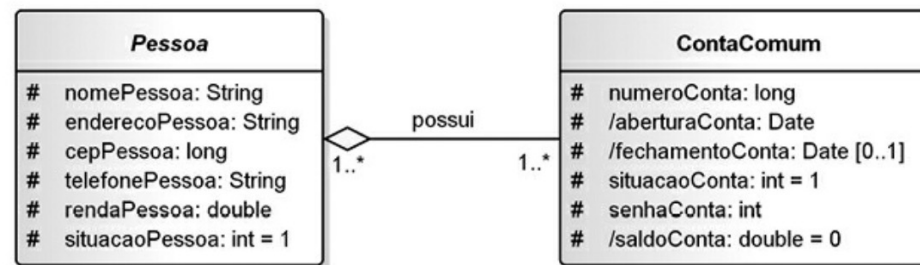 Pessoa
# nomePessoa: String
# enderecoPessoa: String
# cepPessoa: long
# telefonePessoa: String
# rendaPessoa: double
# situacaoPessoa: int = 1
possui
1..*
1..*
ContaComum
# numeroConta: long
# /aberturaConta: Date
# /fechamentoConta: Date [0..1]
# situacaoConta: int = 1
# senhaConta: int
# /saldoConta: double = 0